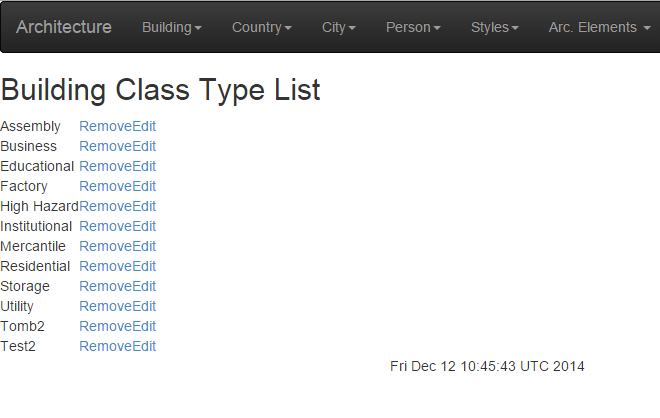 Architecture Building Country City Person Styles Arc. Elements
Building Class Type List
Assembly RemoveEdit
Business RemoveEdit
Educational RemoveEdit
Factory RemoveEdit
High Hazard RemoveEdit
Institutional RemoveEdit
Mercantile RemoveEdit
Residential RemoveEdit
Storage RemoveEdit
Utility RemoveEdit
Tomb2 RemoveEdit
Test2 RemoveEdit
Fri Dec 12 10:45:43 UTC 2014